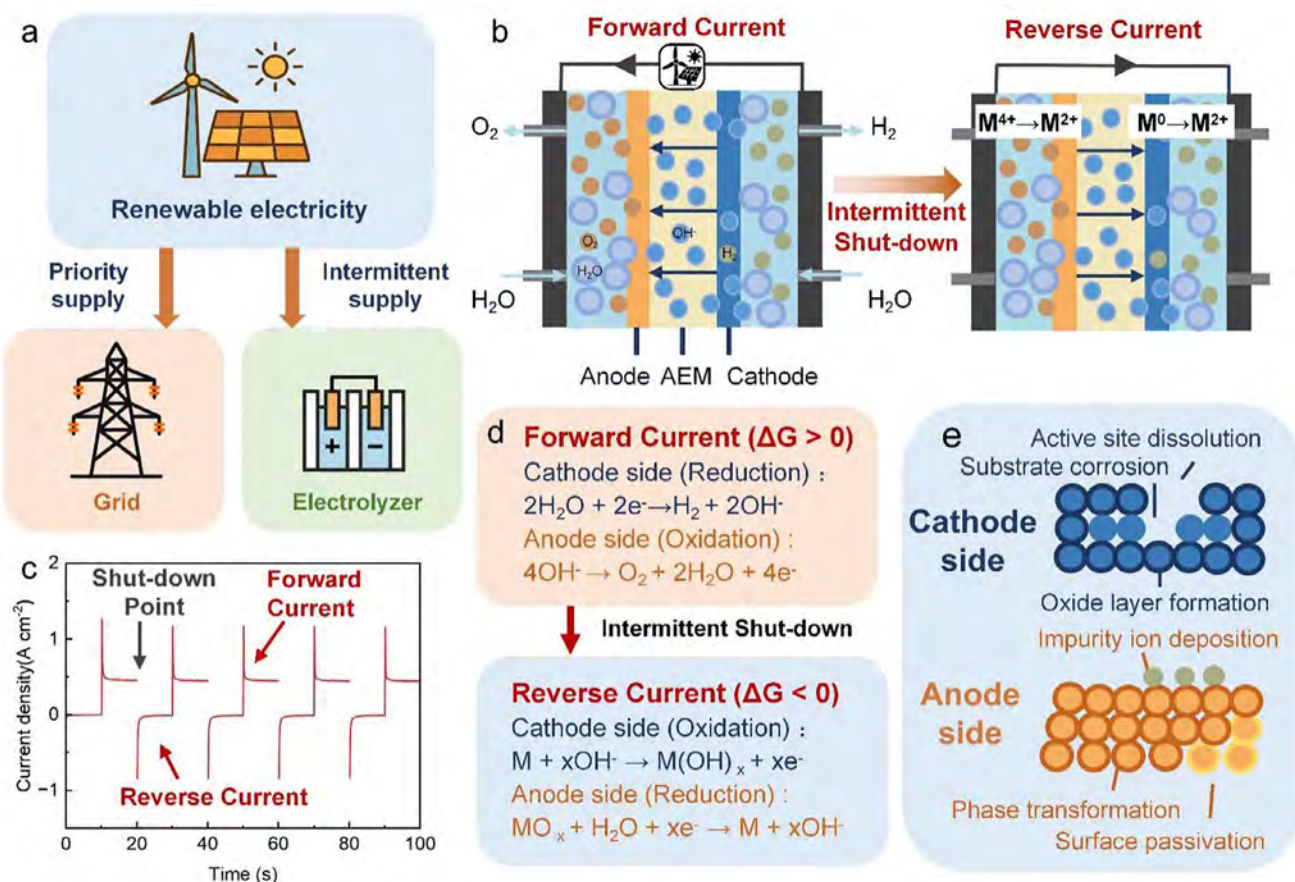 a
Renewable electricity
Priority
supply
Intermittent
supply
Grid
Electrolyzer
b
Forward Current
O₂
H₂
H₂O
H₂O
O₂
H₂O
OH⁻
H₂
Anode
AEM
Cathode
Intermittent
Shut-down
Reverse Current
M⁴⁺→M²⁺
M⁰→M²⁺
c
Shut-down
Point
Forward
Current
Reverse Current
Current density(A cm⁻²)
2
1
0
−1
0
20
40
60
80
100
Time (s)
d
Forward Current (ΔG > 0)
Cathode side (Reduction) :
2H₂O + 2e⁻→H₂ + 2OH⁻
Anode side (Oxidation) :
4OH⁻→ O₂ + 2H₂O + 4e⁻
Intermittent Shut-down
Reverse Current (ΔG < 0)
Cathode side (Oxidation) :
M + xOH⁻ → M(OH)ₓ + xe⁻
Anode side (Reduction) :
MOₓ + H₂O + xe⁻ → M + xOH⁻
e
Active site dissolution
Substrate corrosion
Cathode
side
Oxide layer formation
Impurity ion deposition
Anode
side
Phase transformation
Surface passivation